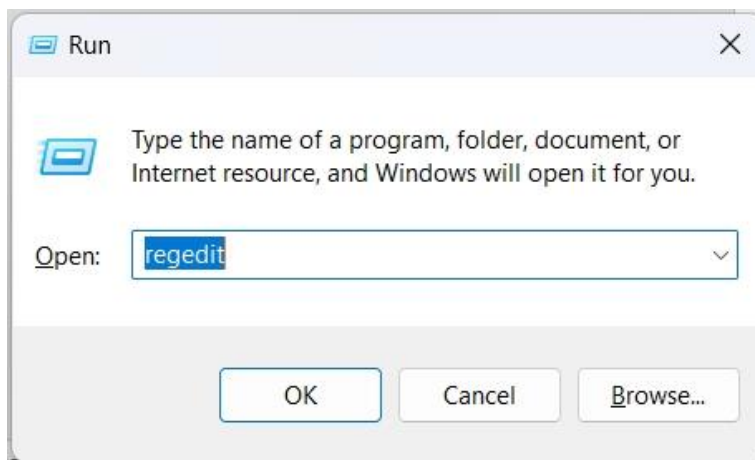 Run
Type the name of a program, folder, document, or
Internet resource, and Windows will open it for you.
Open: regedit
OK Cancel Browse...